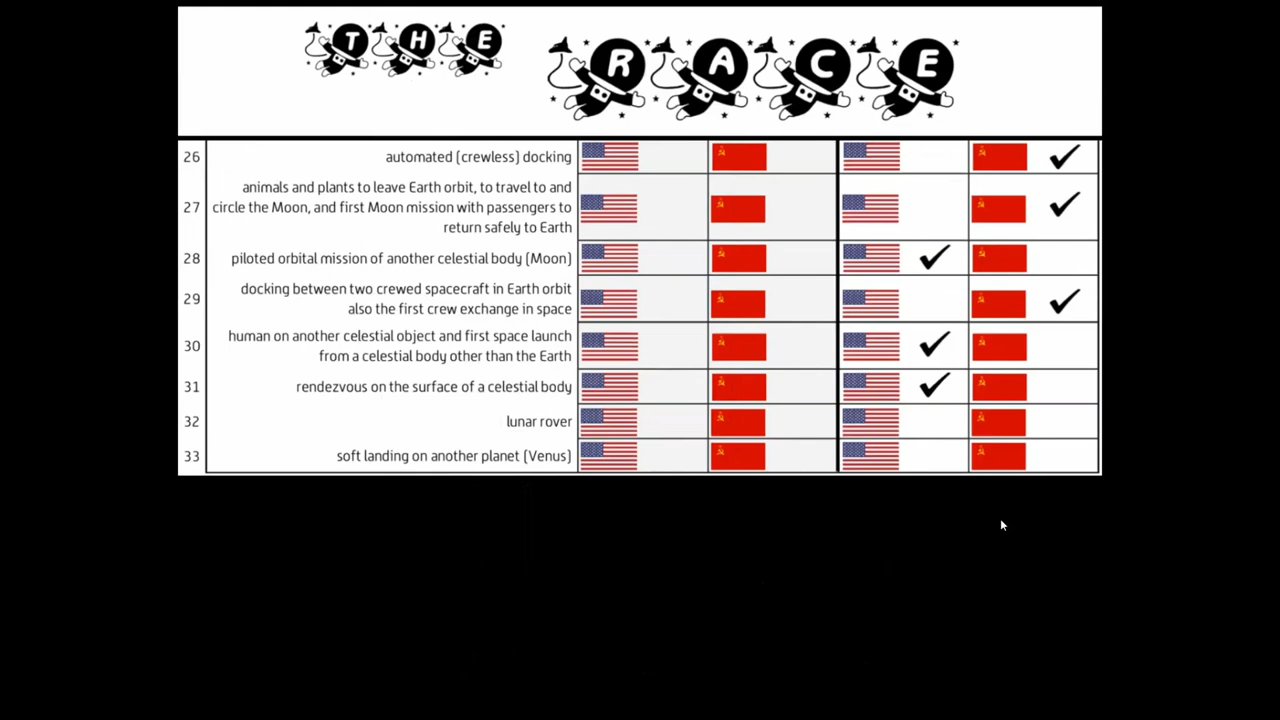 THE RACE
26 automated (crewless) docking
27 animals and plants to leave Earth orbit, to travel to and
circle the Moon, and first Moon mission with passengers to
return safely to Earth
28 piloted orbital mission of another celestial body (Moon)
29 docking between two crewed spacecraft in Earth orbit
also the first crew exchange in space
30 human on another celestial object and first space launch
from a celestial body other than the Earth
31 rendezvous on the surface of a celestial body
32 lunar rover
33 soft landing on another planet (Venus)